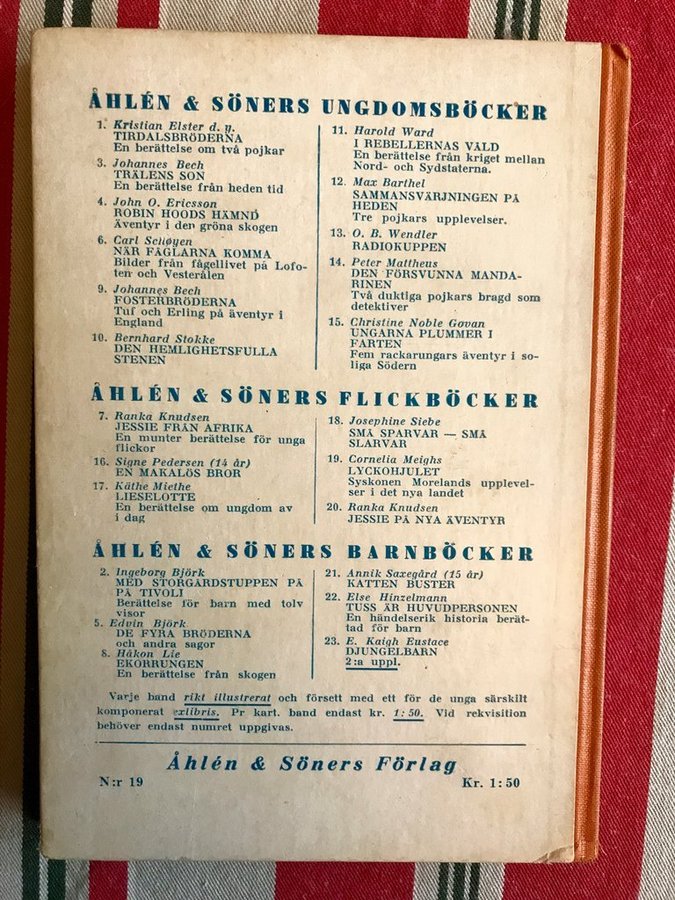 ÅHLÉN & SÖNERS UNGDOMSBÖCKER
1. Kristian Elster d. y.
TIRDALSBRÖDERNA
En berättelse om två pojkar
3. Johannes Bech
TRÄLENS SON
En berättelse från heden tid
4. John O. Ericsson
ROBIN HOODS HÄMND
Äventyr i den gröna skogen
6. Carl Schøyen
NÄR FÅGLARNA KOMMA
Bilder från fågellivet på Lofo-
ten och Vesterålen
9. Johannes Bech
FOSTERBRÖDERNA
Tuf och Erling på äventyr i
England
10. Bernhard Stokke
DEN HEMLIGHETSFULLA
STENEN
11. Harold Ward
I REBELLERNAS VÅLD
En berättelse från kriget mellan
Nord- och Sydstaterna.
12. Max Barthel
SAMMANSVÄRJNINGEN PÅ
HEDEN
Tre pojkars upplevelser.
13. O. B. Wendler
RADIOKUPPEN
14. Peter Mattheus
DEN FÖRSVUNNA MANDA-
RINEN
Två duktiga pojkars bragd som
detektiver
15. Christine Noble Govan
UNGARNA PLUMMER I
FARTEN
Fem rackarungars äventyr i so-
liga Södern
ÅHLÉN & SÖNERS FLICKBÖCKER
7. Ranka Knudsen
JESSIE FRÅN AFRIKA
En munter berättelse för unga
flickor
16. Signe Pedersen (14 år)
EN MAKALÖS BROR
17. Käthe Miethe
LIESELOTTE
En berättelse om ungdom av
i dag
18. Josephine Siebe
SMÅ SPARVAR — SMÅ
SLARVAR
19. Cornelia Meighs
LYCKOHJULET
Syskonen Morelands upplevel-
ser i det nya landet
20. Ranka Knudsen
JESSIE PÅ NYA ÄVENTYR
ÅHLÉN & SÖNERS BARNBÖCKER
2. Ingeborg Björk
MED STORGÅRDSTUPPEN PÅ
PÅ TIVOLI
Berättelse för barn med tolv
visor
5. Edvin Björk
DE FYRA BRÖDERNA
och andra sagor
8. Håkon Lie
EKORRUNGEN
En berättelse från skogen
21. Annik Saxegård (15 år)
KATTEN BUSTER
22. Else Hinzelmann
TUSS ÄR HUVUDPERSONEN
En händelserik historia berät-
tad för barn
23. E. Kaigh Eustace
DJUNGELBARN
2:a uppl.
Varje band rikt illustrerat och försett med ett för de unga särskilt
komponerat exlibris. Pr kart. band endast kr. 1:50. Vid rekvisition
behöver endast numret uppgivas.
Åhlén & Söners Förlag
N:r 19 Kr. 1:50